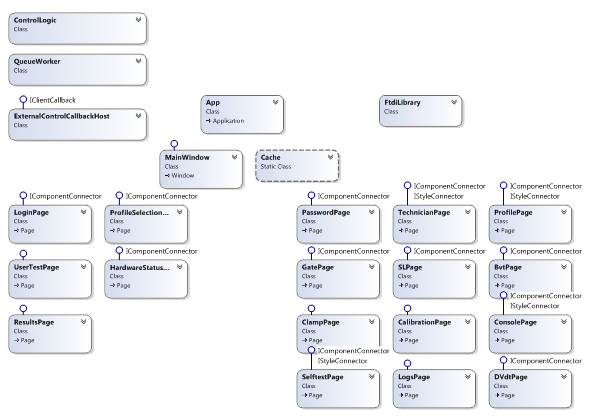 ControlLogic
Class
QueueWorker
Class
IClientCallback
ExternalControlCallbackHost
Class
App
Class
Application
FtdiLibrary
Class
MainWindow
Class
Window
Cache
Static Class
IComponentConnector
LoginPage
Class
Page
IComponentConnector
ProfileSelection...
Class
Page
IComponentConnector
PasswordPage
Class
Page
IComponentConnector
IStyleConnector
TechnicianPage
Class
Page
IComponentConnector
IStyleConnector
ProfilePage
Class
Page
UserTestPage
Class
Page
IComponentConnector
HardwareStatus...
Class
Page
IComponentConnector
GatePage
Class
Page
IComponentConnector
SLPage
Class
Page
IComponentConnector
BvtPage
Class
Page
ResultsPage
Class
Page
ClampPage
Class
Page
CalibrationPage
Class
Page
IComponentConnector
IStyleConnector
ConsolePage
Class
Page
IComponentConnector
IStyleConnector
SelftestPage
Class
Page
LogsPage
Class
Page
IComponentConnector
DVdtPage
Class
Page